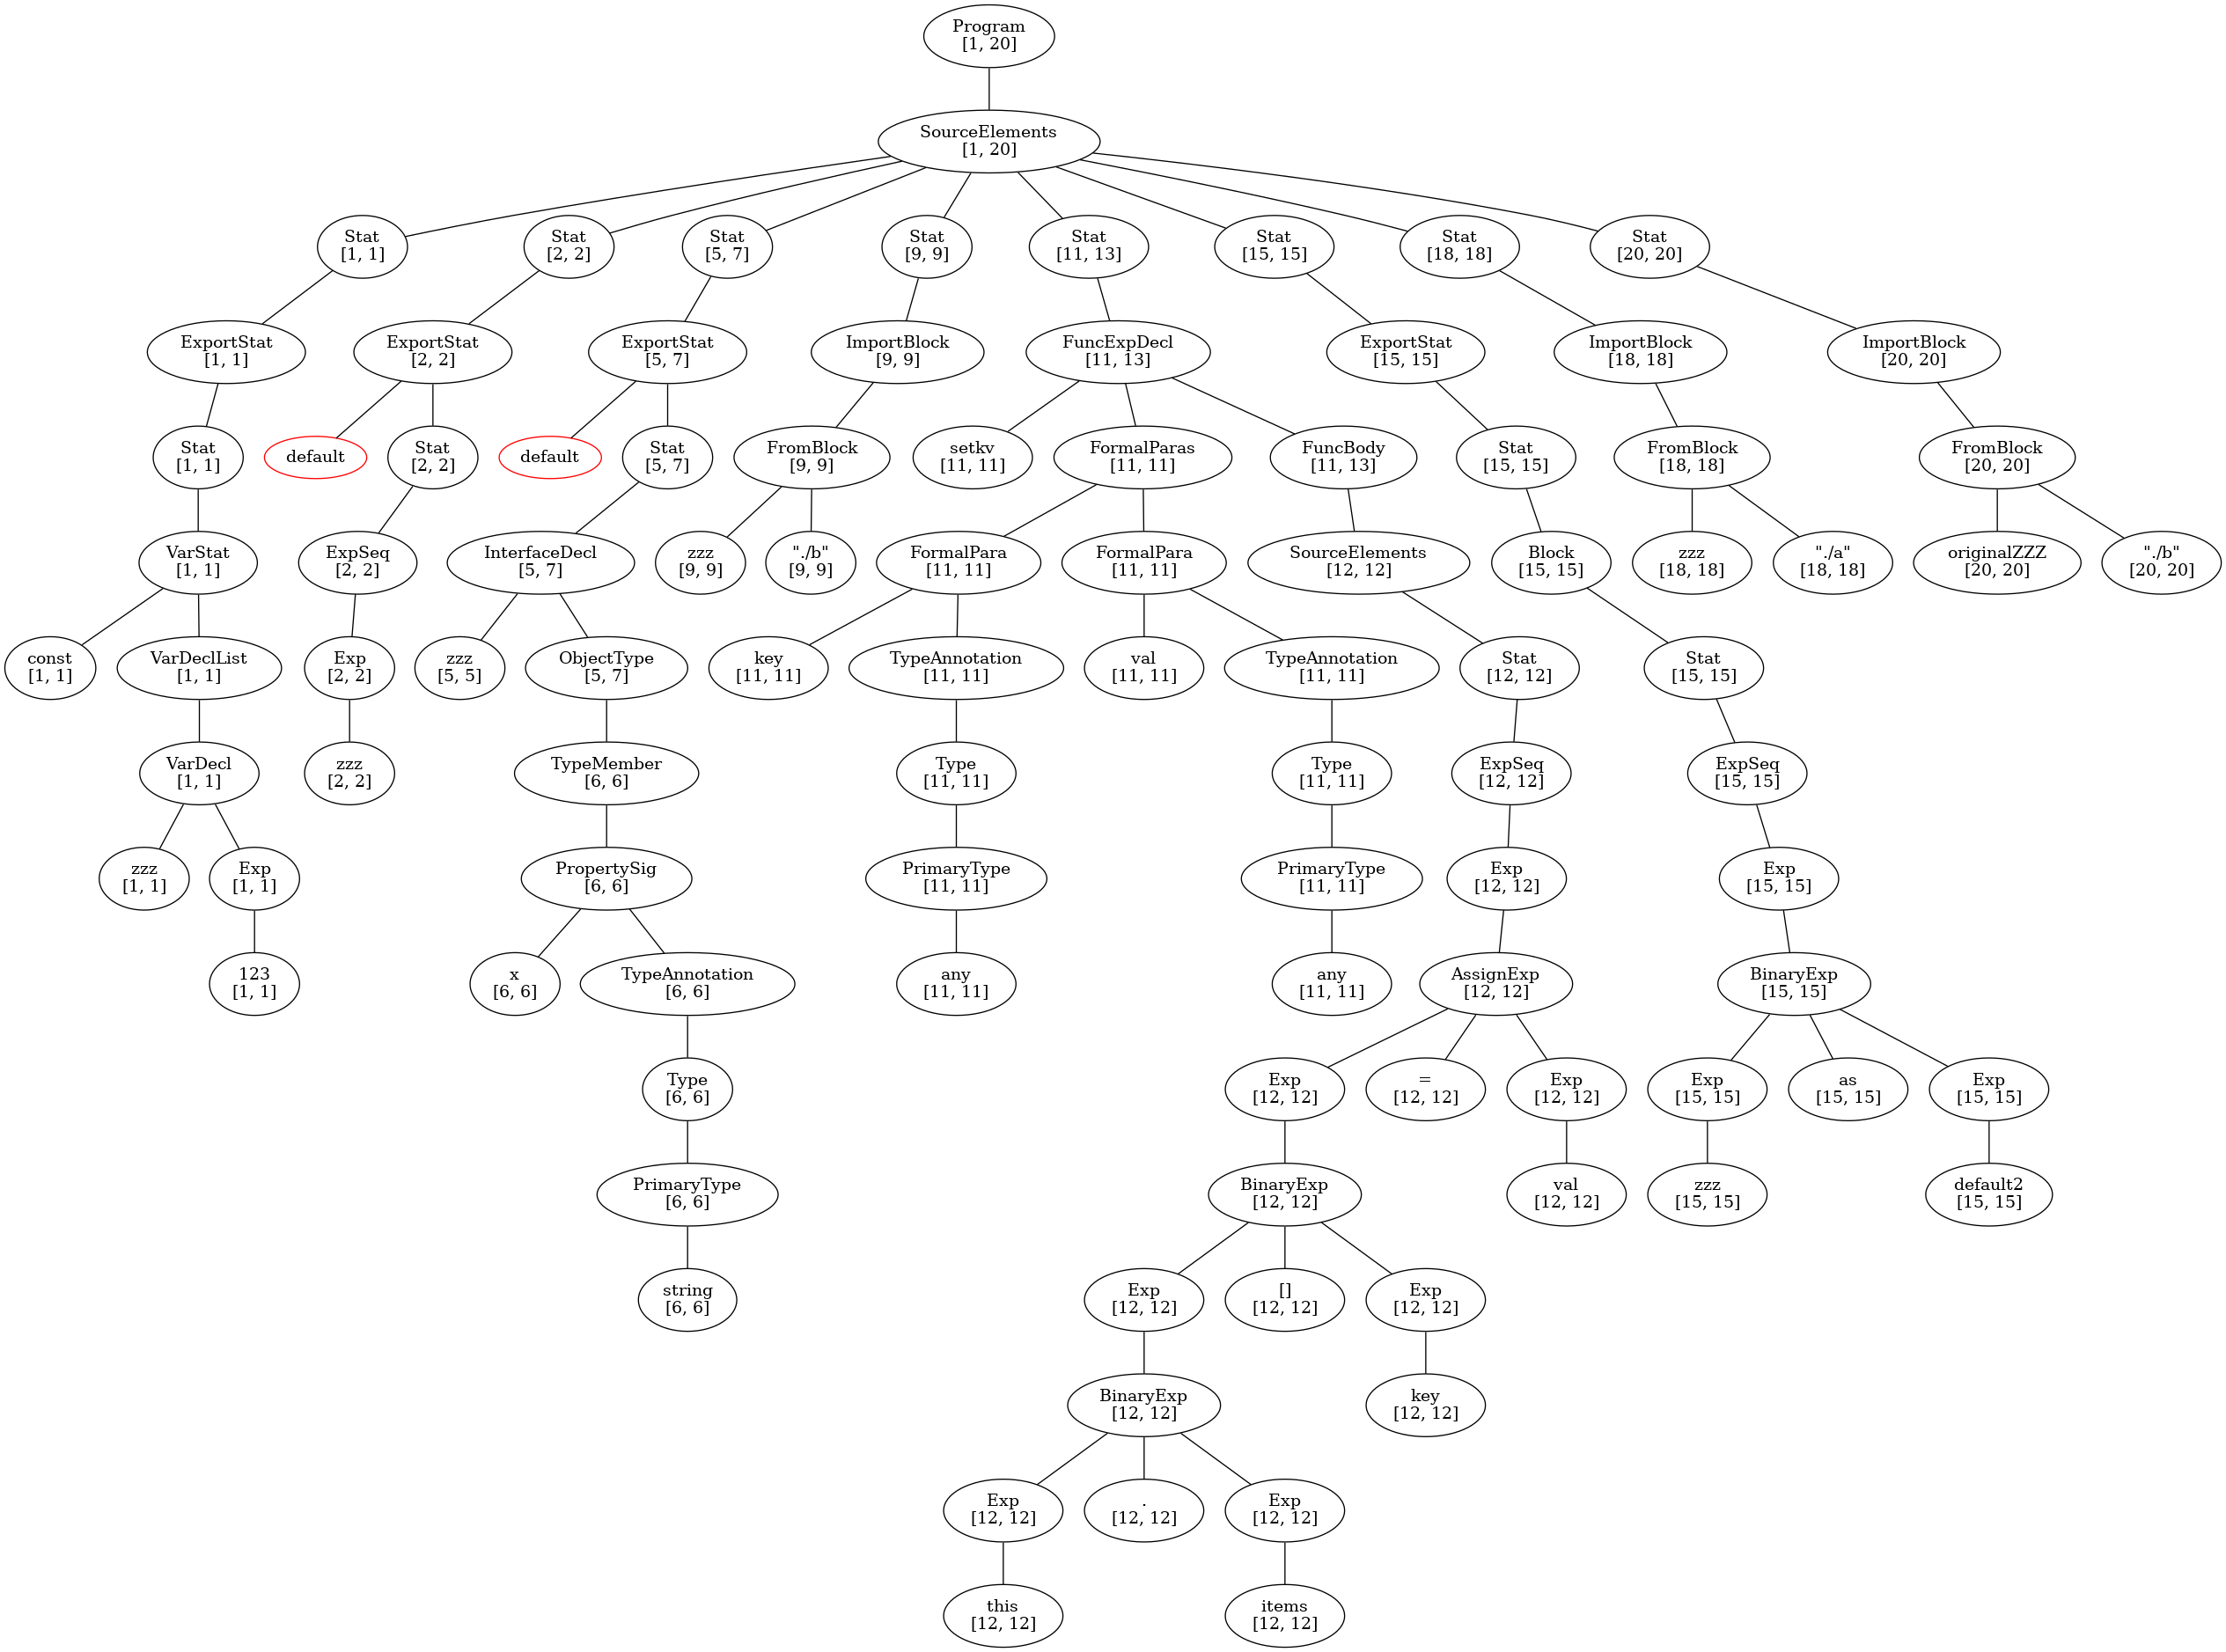 Program
[1, 20]
SourceElements
[1, 20]
Stat
[1, 1]
Stat
[2, 2]
Stat
[5, 7]
Stat
[9, 9]
Stat
[11, 13]
Stat
[15, 15]
Stat
[18, 18]
Stat
[20, 20]
ExportStat
[1, 1]
ExportStat
[2, 2]
ExportStat
[5, 7]
ImportBlock
[9, 9]
FuncExpDecl
[11, 13]
ExportStat
[15, 15]
ImportBlock
[18, 18]
ImportBlock
[20, 20]
Stat
[1, 1]
default
Stat
[2, 2]
default
Stat
[5, 7]
FromBlock
[9, 9]
setkv
[11, 11]
FormalParas
[11, 11]
FuncBody
[11, 13]
Stat
[15, 15]
FromBlock
[18, 18]
FromBlock
[20, 20]
VarStat
[1, 1]
ExpSeq
[2, 2]
InterfaceDecl
[5, 7]
zzz
[9, 9]
"./b"
[9, 9]
FormalPara
[11, 11]
FormalPara
[11, 11]
SourceElements
[12, 12]
Block
[15, 15]
zzz
[18, 18]
"./a"
[18, 18]
originalZZZ
[20, 20]
"./b"
[20, 20]
const
[1, 1]
VarDeclList
[1, 1]
Exp
[2, 2]
zzz
[5, 5]
ObjectType
[5, 7]
key
[11, 11]
TypeAnnotation
[11, 11]
val
[11, 11]
TypeAnnotation
[11, 11]
Stat
[12, 12]
Stat
[15, 15]
VarDecl
[1, 1]
zzz
[2, 2]
TypeMember
[6, 6]
Type
[11, 11]
Type
[11, 11]
ExpSeq
[12, 12]
ExpSeq
[15, 15]
zzz
[1, 1]
Exp
[1, 1]
PropertySig
[6, 6]
PrimaryType
[11, 11]
PrimaryType
[11, 11]
Exp
[12, 12]
Exp
[15, 15]
123
[1, 1]
x
[6, 6]
TypeAnnotation
[6, 6]
any
[11, 11]
any
[11, 11]
AssignExp
[12, 12]
BinaryExp
[15, 15]
Type
[6, 6]
Exp
[12, 12]
=
[12, 12]
Exp
[12, 12]
Exp
[15, 15]
as
[15, 15]
Exp
[15, 15]
PrimaryType
[6, 6]
BinaryExp
[12, 12]
val
[12, 12]
zzz
[15, 15]
default2
[15, 15]
string
[6, 6]
Exp
[12, 12]
[]
[12, 12]
Exp
[12, 12]
BinaryExp
[12, 12]
key
[12, 12]
Exp
[12, 12]
.
[12, 12]
Exp
[12, 12]
this
[12, 12]
items
[12, 12]